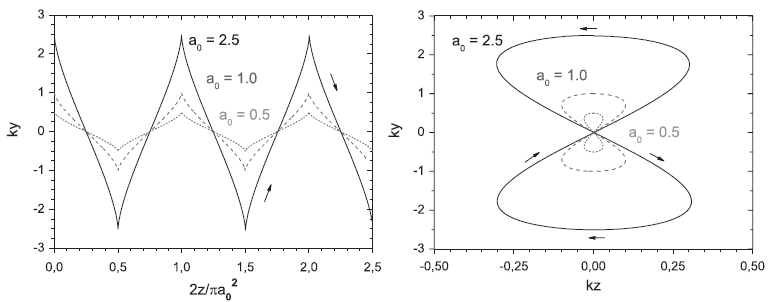 3
2
1
0
-1
-2
-3
ky
a₀ = 2.5
a₀ = 1.0
a₀ = 0.5
0,0
0,5
1,0
1,5
2,0
2,5
2z/πa₀²
3
2
1
0
-1
-2
-3
ky
a₀ = 2.5
a₀ = 1.0
a₀ = 0.5
-0,50
-0,25
0,00
0,25
0,50
kz